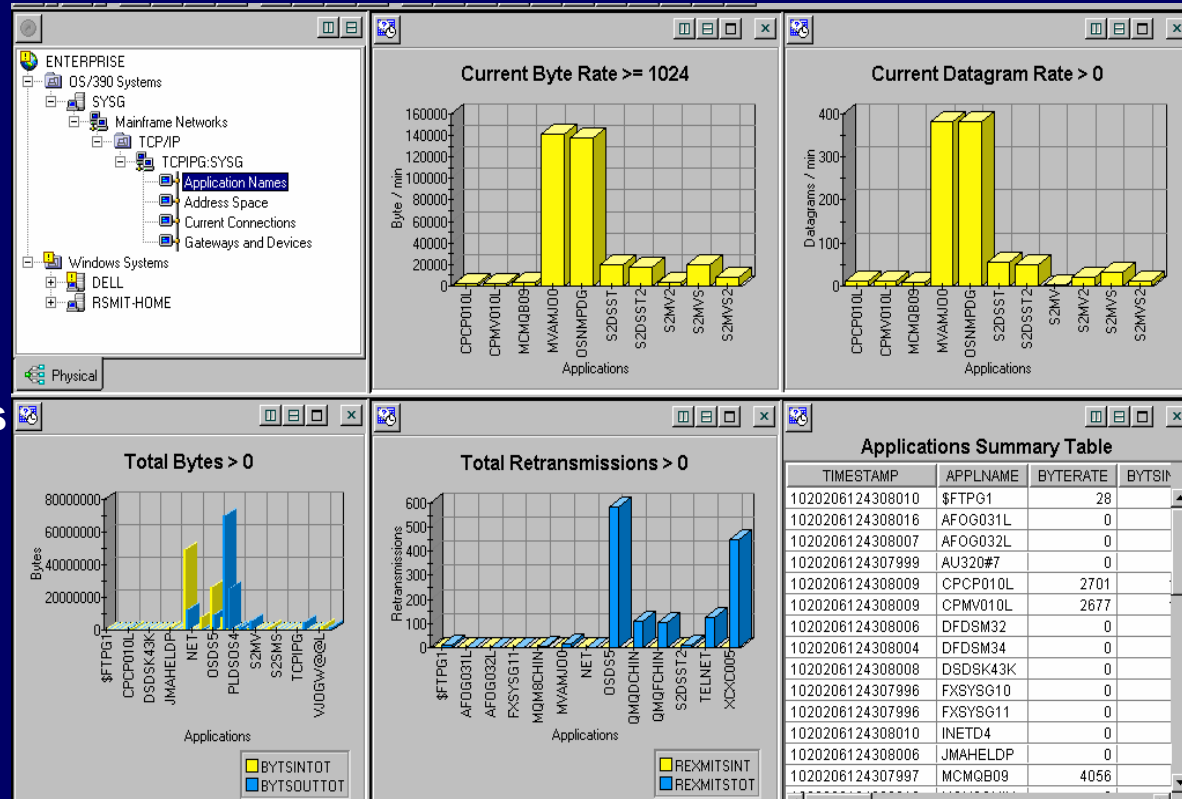 ENTERPRISE
OS/390 Systems
SYSG
Mainframe Networks
TCP/IP
TCPIPG:SYSG
Application Names
Address Space
Current Connections
Gateways and Devices
Windows Systems
DELL
RSMIT-HOME
Physical
Current Byte Rate >= 1024
Byte / min
160000
140000
120000
100000
80000
60000
40000
20000
0
CPCP010L
CPMV010L
MCMQB09
MVAMJ00
OSNMPDG
S2DSST
S2DSST2
S2MV2
S2MVS
S2MVS2
Applications
Current Datagram Rate > 0
Datagrams / min
400
300
200
100
0
CPCP010L
CPMV010L
MCMQB09
MVAMJ00
OSNMPDG
S2DSST
S2DSST2
S2MV
S2MV2
S2MVS
S2MVS2
Applications
s
Total Bytes > 0
Bytes
80000000
60000000
40000000
20000000
0
$FTPG1
CPCP010L
DSDSK43K
JMAHELDP
NET
OSDS5
PLDSDS4
S2MV
S2SMS
TCPIPG
VJOGW@@L
Applications
BYTSINTOT
BYTSOUTTOT
Total Retransmissions > 0
Retransmissions
600
500
400
300
200
100
0
$FTPG1
AFOG031L
AFOG032L
FXSYSG11
MQM8CHIN
MVAMJ00
NET
OSDS5
QMQDCHIN
QMQFCHIN
S2DSST2
TELNET
XCXC005
Applications
REXMITSINT
REXMITSTOT
Applications Summary Table
TIMESTAMP APPLNAME BYTERATE BYTSIN
1020206124308010 $FTPG1 28
1020206124308016 AFOG031L 0
1020206124308007 AFOG032L 0
1020206124307999 AU320#7 0
1020206124308009 CPCP010L 2701
1020206124308009 CPMV010L 2677
1020206124308006 DFDSM32 0
1020206124308004 DFDSM34 0
1020206124308008 DSDSK43K 0
1020206124307996 FXSYSG10 0
1020206124307996 FXSYSG11 0
1020206124308010 INETD4 0
1020206124308006 JMAHELDP 0
1020206124307997 MCMQB09 4056